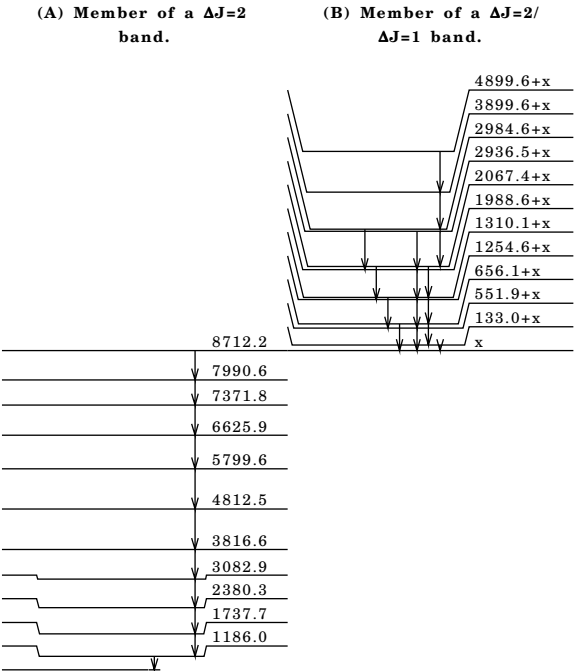 (A) Member of a ΔJ=2
band.
(B) Member of a ΔJ=2/
ΔJ=1 band.
4899.6+x
3899.6+x
2984.6+x
2936.5+x
2067.4+x
1988.6+x
1310.1+x
1254.6+x
656.1+x
551.9+x
133.0+x
x
8712.2
7990.6
7371.8
6625.9
5799.6
4812.5
3816.6
3082.9
2380.3
1737.7
1186.0